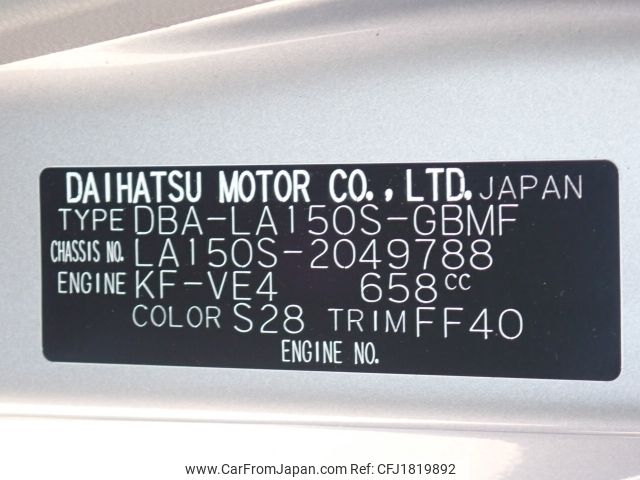 DAIHATSU MOTOR CO., LTD. JAPAN
TYPE DBA-LA150S-GBMF
CHASSIS NO. LA150S-2049788
ENGINE KF-VE4 658CC
COLOR S28 TRIM FF40
ENGINE NO.
© www.CarFromJapan.com - CFJ1819892